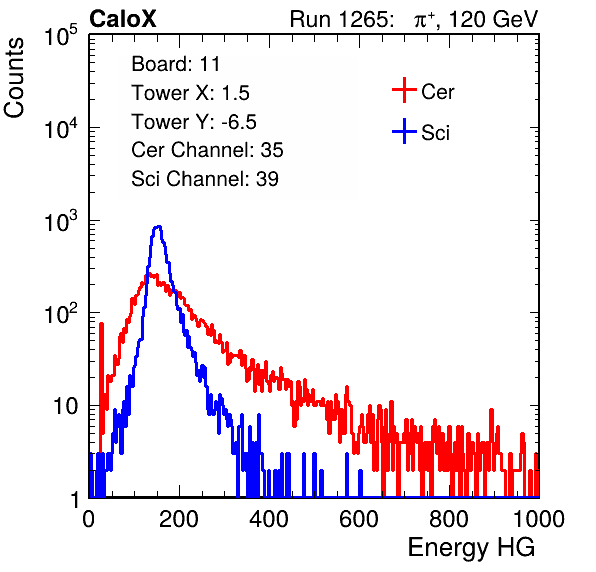 CaloX Run 1265: π⁺, 120 GeV
Counts
10⁵
10⁴
10³
10²
10
1
Board: 11
Tower X: 1.5
Tower Y: -6.5
Cer Channel: 35
Sci Channel: 39
Cer
Sci
0 200 400 600 800 1000
Energy HG